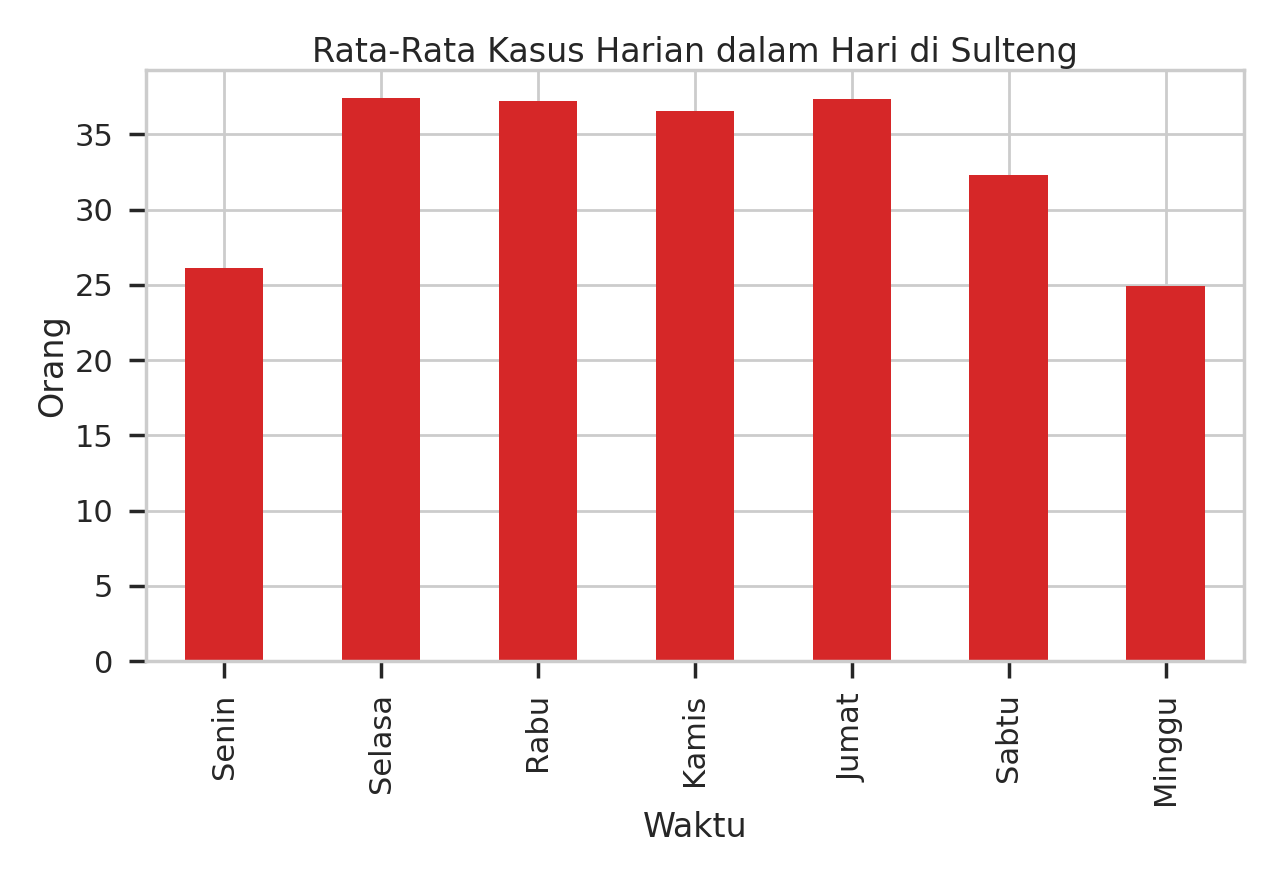 Rata-Rata Kasus Harian dalam Hari di Sulteng
Orang
35
30
25
20
15
10
5
0
Senin
Selasa
Rabu
Kamis
Jumat
Sabtu
Minggu
Waktu